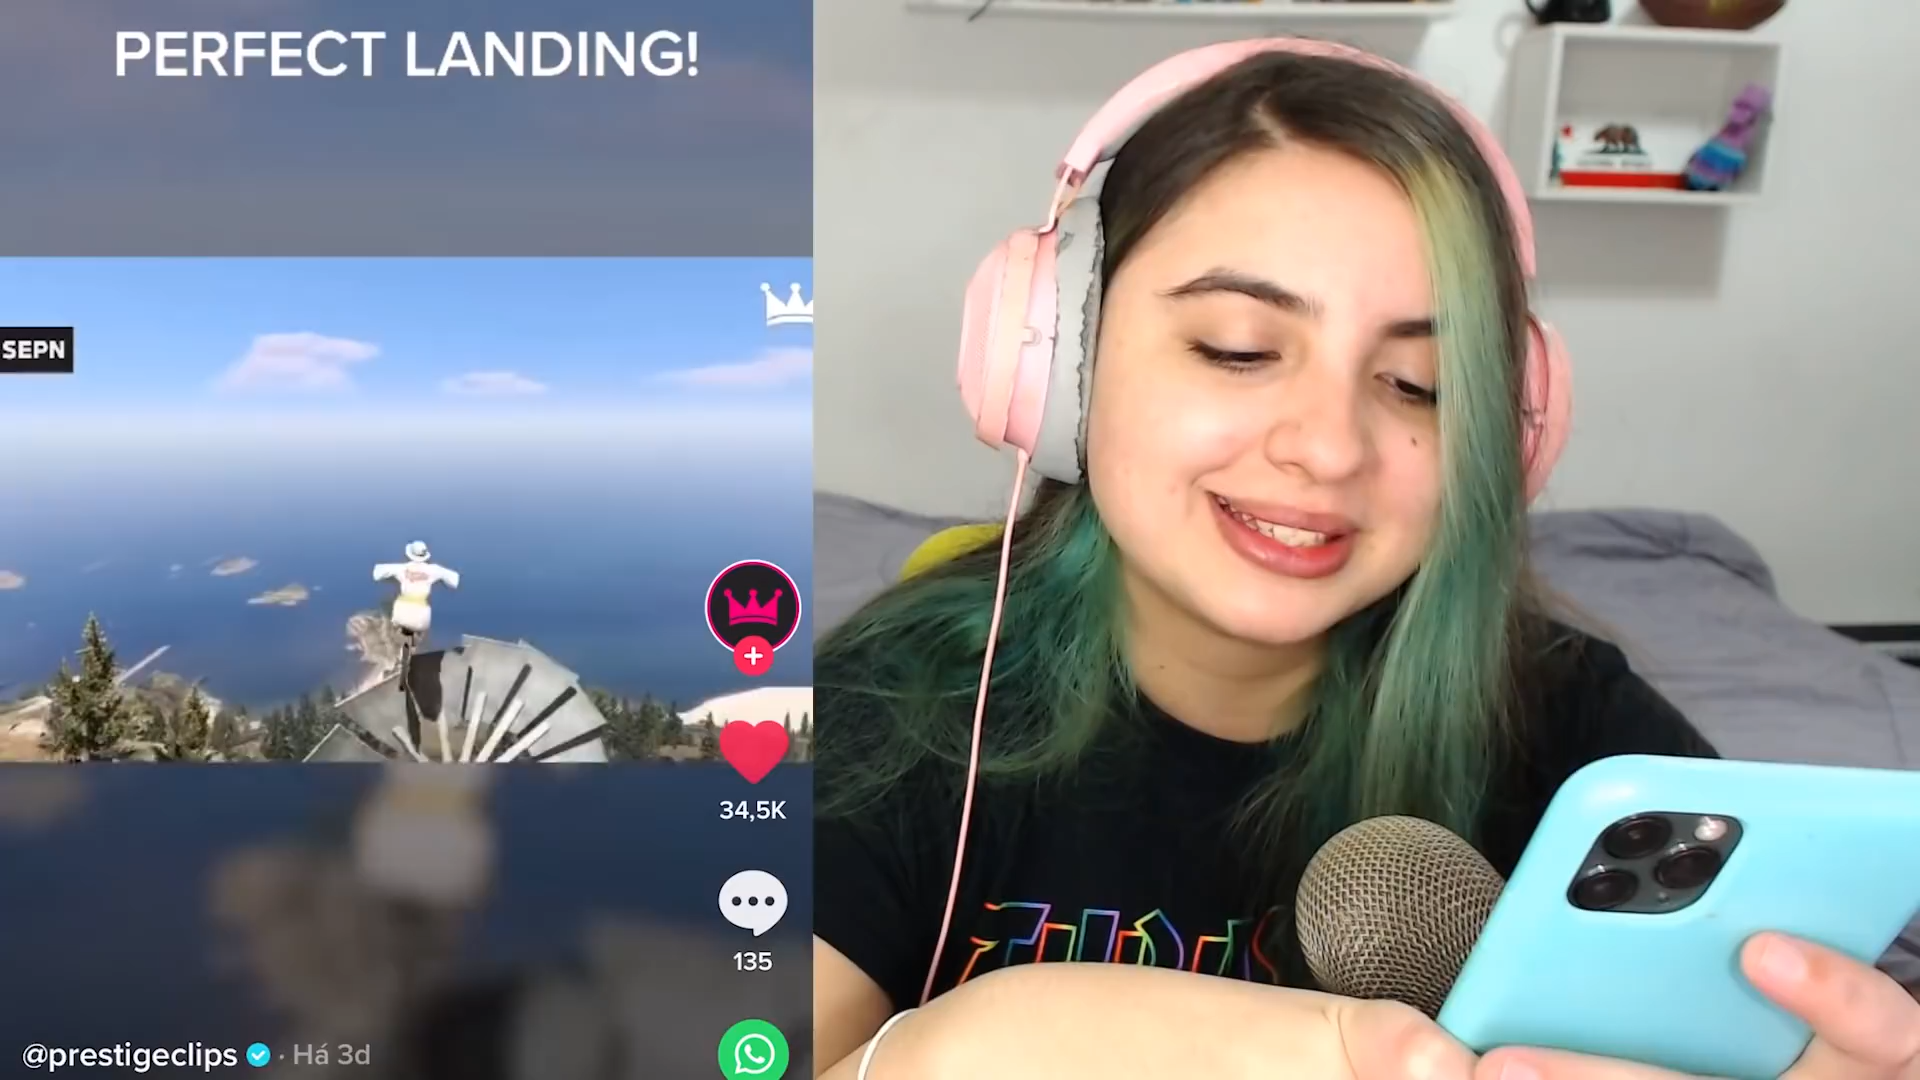 PERFECT LANDING!
SEPN
34,5K
135
@prestigeclips · Há 3d